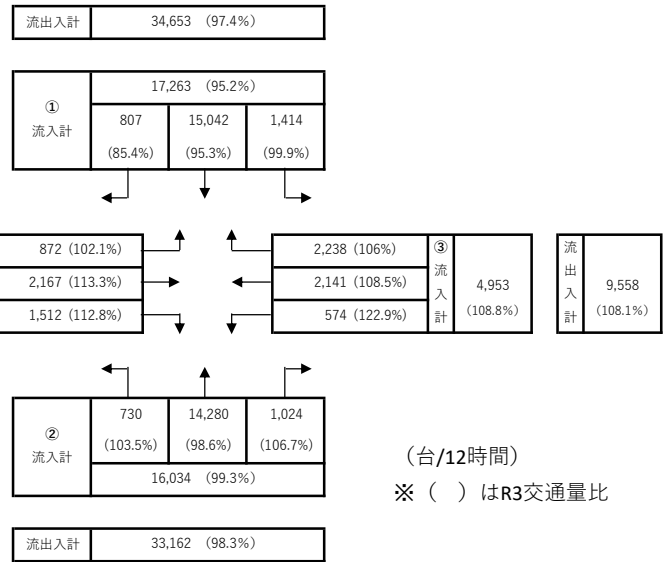 流出入計 34,653 (97.4%)
17,263 (95.2%)
①
流入計
807 15,042 1,414
(85.4%) (95.3%) (99.9%)
872 (102.1%)
2,167 (113.3%)
1,512 (112.8%)
2,238 (106%)
2,141 (108.5%)
574 (122.9%)
③
流入計
4,953
(108.8%)
流出入計
9,558
(108.1%)
②
流入計
730 14,280 1,024
(103.5%) (98.6%) (106.7%)
16,034 (99.3%)
(台/12時間)
※( )はR3交通量比
流出入計 33,162 (98.3%)